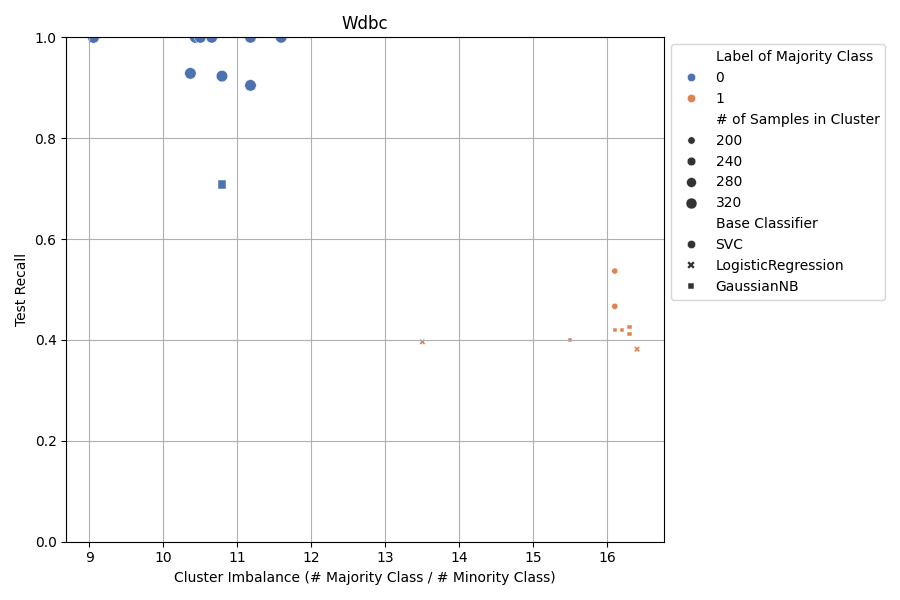 Wdbc
1.0
0.8
0.6
0.4
0.2
0.0
Test Recall
9
10
11
12
13
14
15
16
Cluster Imbalance (# Majority Class / # Minority Class)
Label of Majority Class
0
1
# of Samples in Cluster
200
240
280
320
Base Classifier
SVC
LogisticRegression
GaussianNB